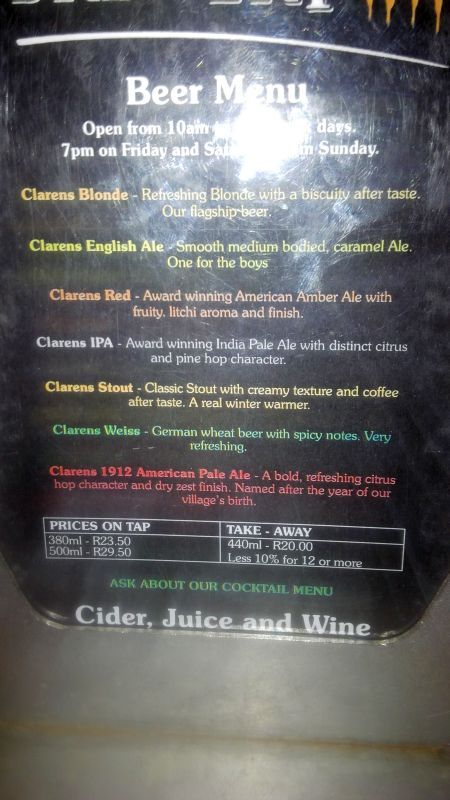 Beer Menu
Open from 10am days.
7pm on Friday and Sunday.
Clarens Blonde - Refreshing Blonde with a biscuity after taste.
Our flagship beer.
Clarens English Ale - Smooth medium bodied, caramel Ale.
One for the boys
Clarens Red - Award winning American Amber Ale with
fruity. litchi aroma and finish.
Clarens IPA - Award winning India Pale Ale with distinct citrus
and pine hop character.
Clarens Stout - Classic Stout with creamy texture and coffee
after taste. A real winter warmer.
Clarens Weiss - German wheat beer with spicy notes. Very
refreshing.
Clarens 1912 American Pale Ale - A bold, refreshing citrus
hop character and dry zest finish. Named after the year of our
village's birth.
PRICES ON TAP TAKE - AWAY
380ml - R23.50 440ml - R20.00
500ml - R29.50 Less 10% for 12 or more
ASK ABOUT OUR COCKTAIL MENU
Cider, Juice and Wine